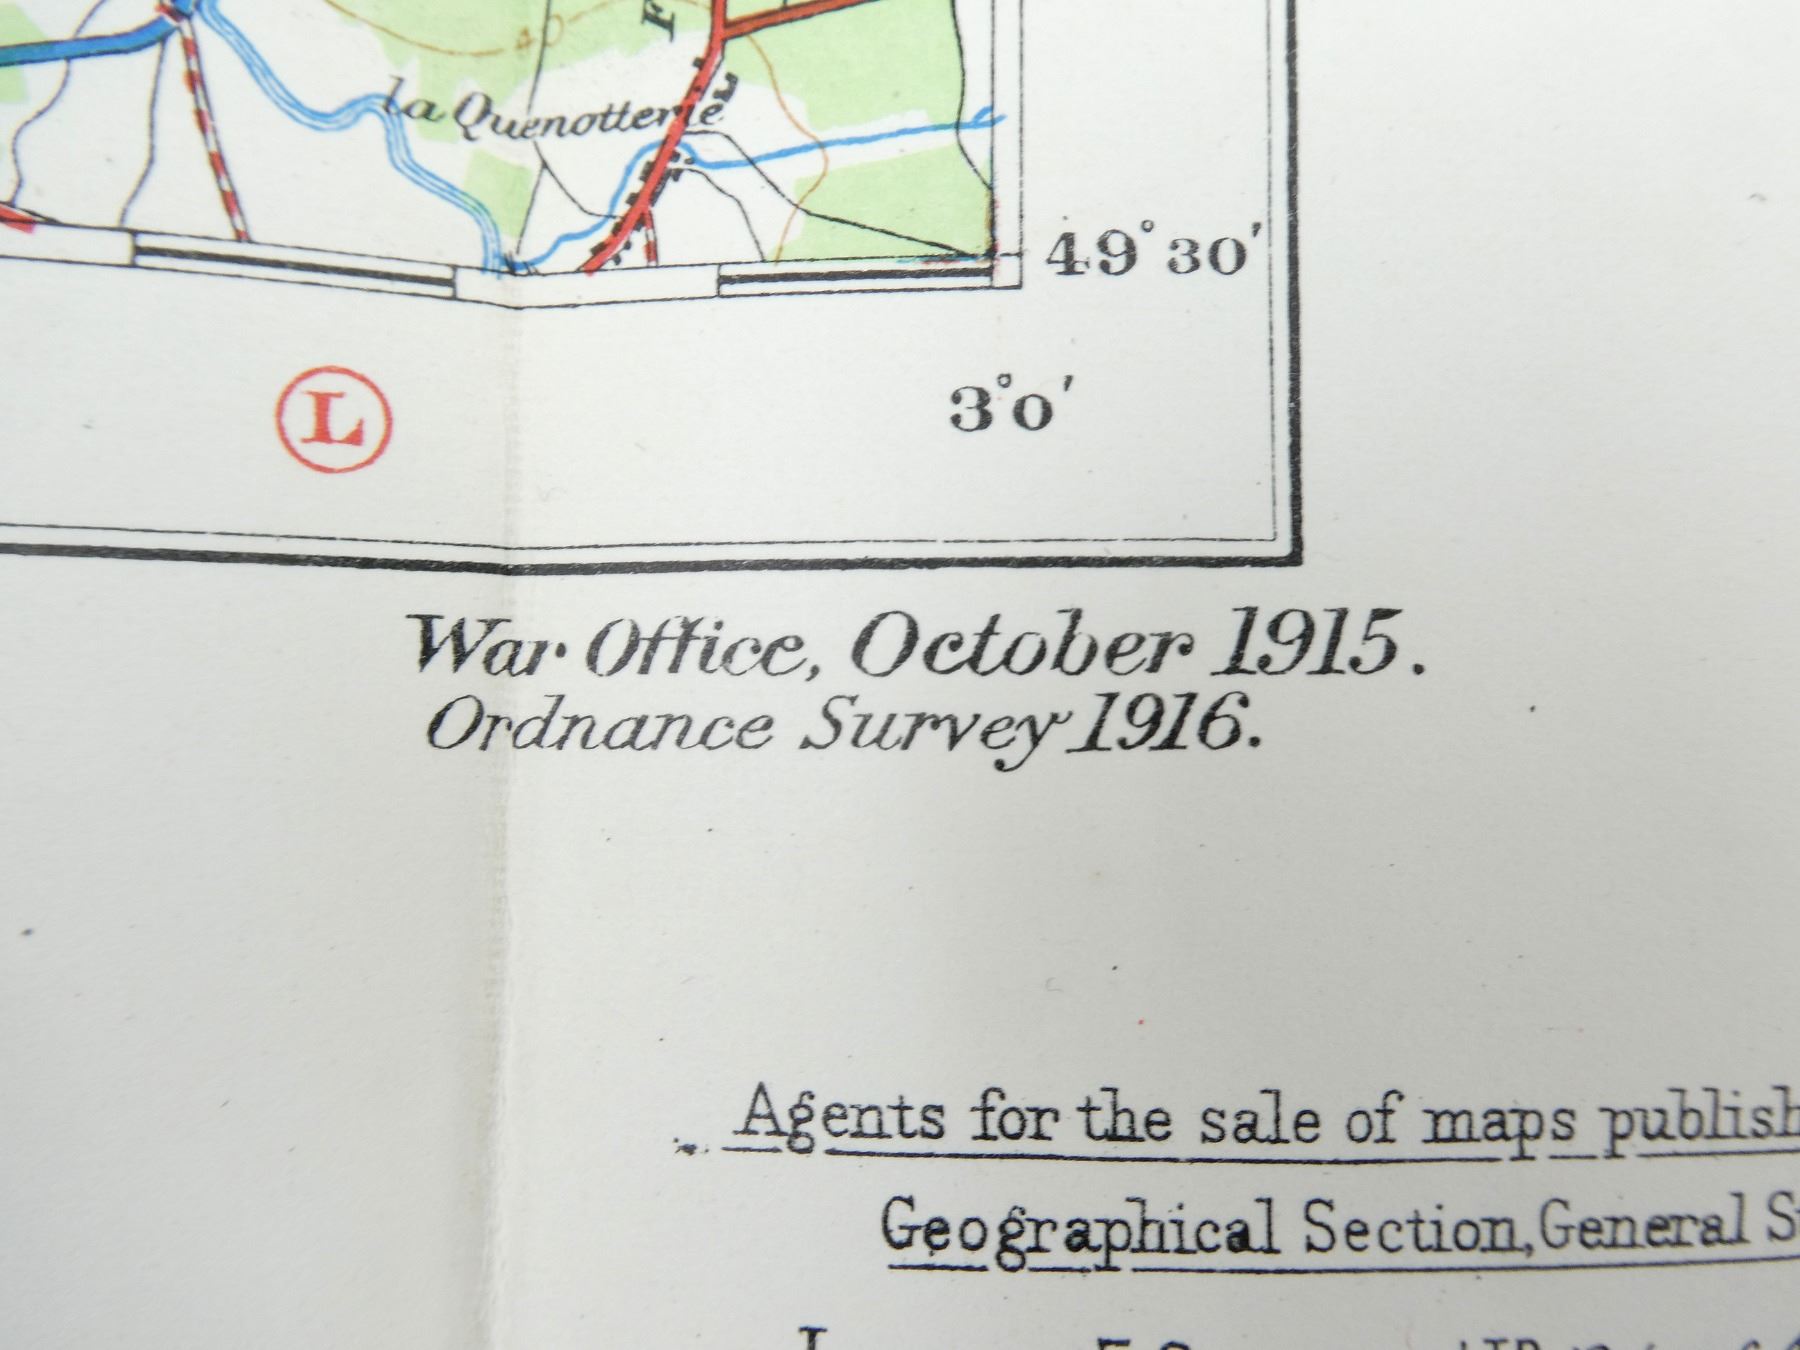 F
40
la Quenotterie
49° 30'
L
3° 0'
War Office, October 1915.
Ordnance Survey 1916.
Agents for the sale of maps publish
Geographical Section, General S